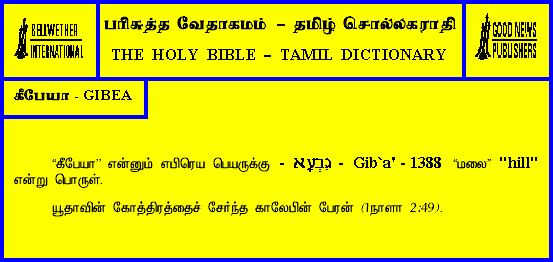 BELLWETHER
INTERNATIONAL
பரிசுத்த வேதாகமம் – தமிழ் சொல்லகராதி
THE HOLY BIBLE – TAMIL DICTIONARY
GOOD NEWS
PUBLISHERS
கீபேயா - GIBEA
“கீபேயா” என்னும் எபிரெய பெயருக்கு - גִּבְעָא - Gib`a' - 1388 “மலை” "hill"
என்று பொருள்.
யூதாவின் கோத்திரத்தைச் சேர்ந்த காலேபின் பேரன் (1நாளா 2:49).